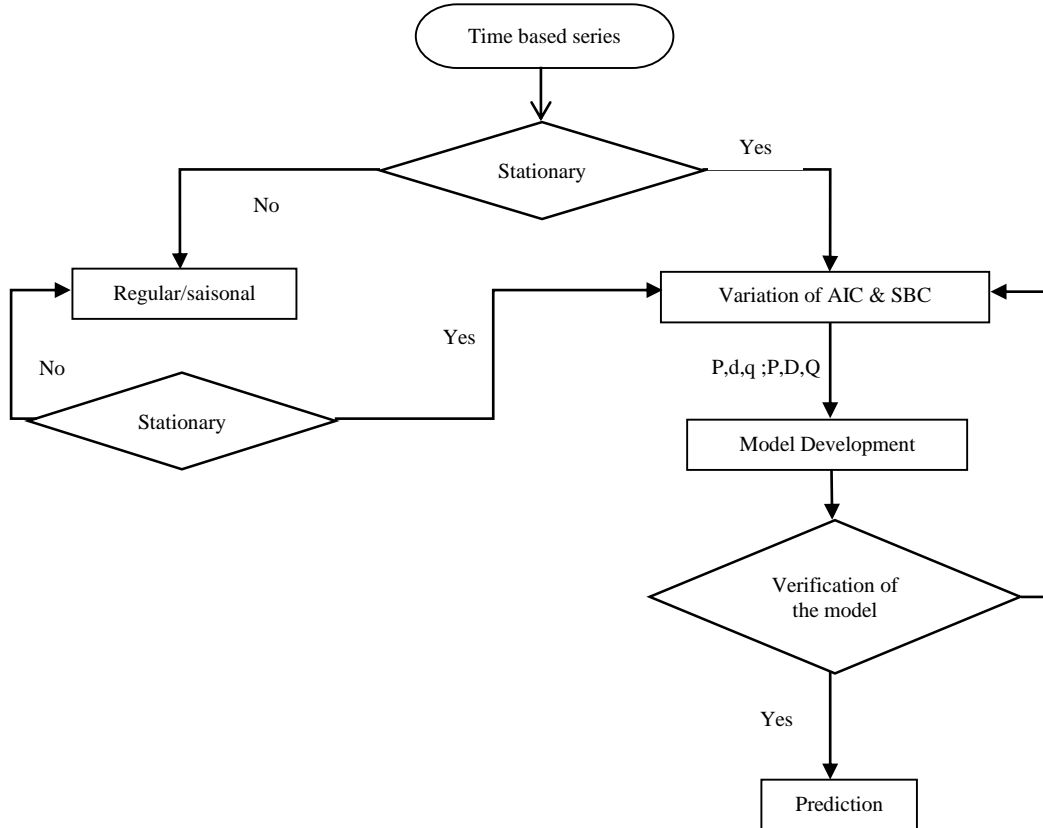 Time based series
Yes
Stationary
No
Regular/saisonal
Variation of AIC & SBC
Yes
No
P,d,q ;P,D,Q
Stationary
Model Development
Verification of
the model
Yes
Prediction